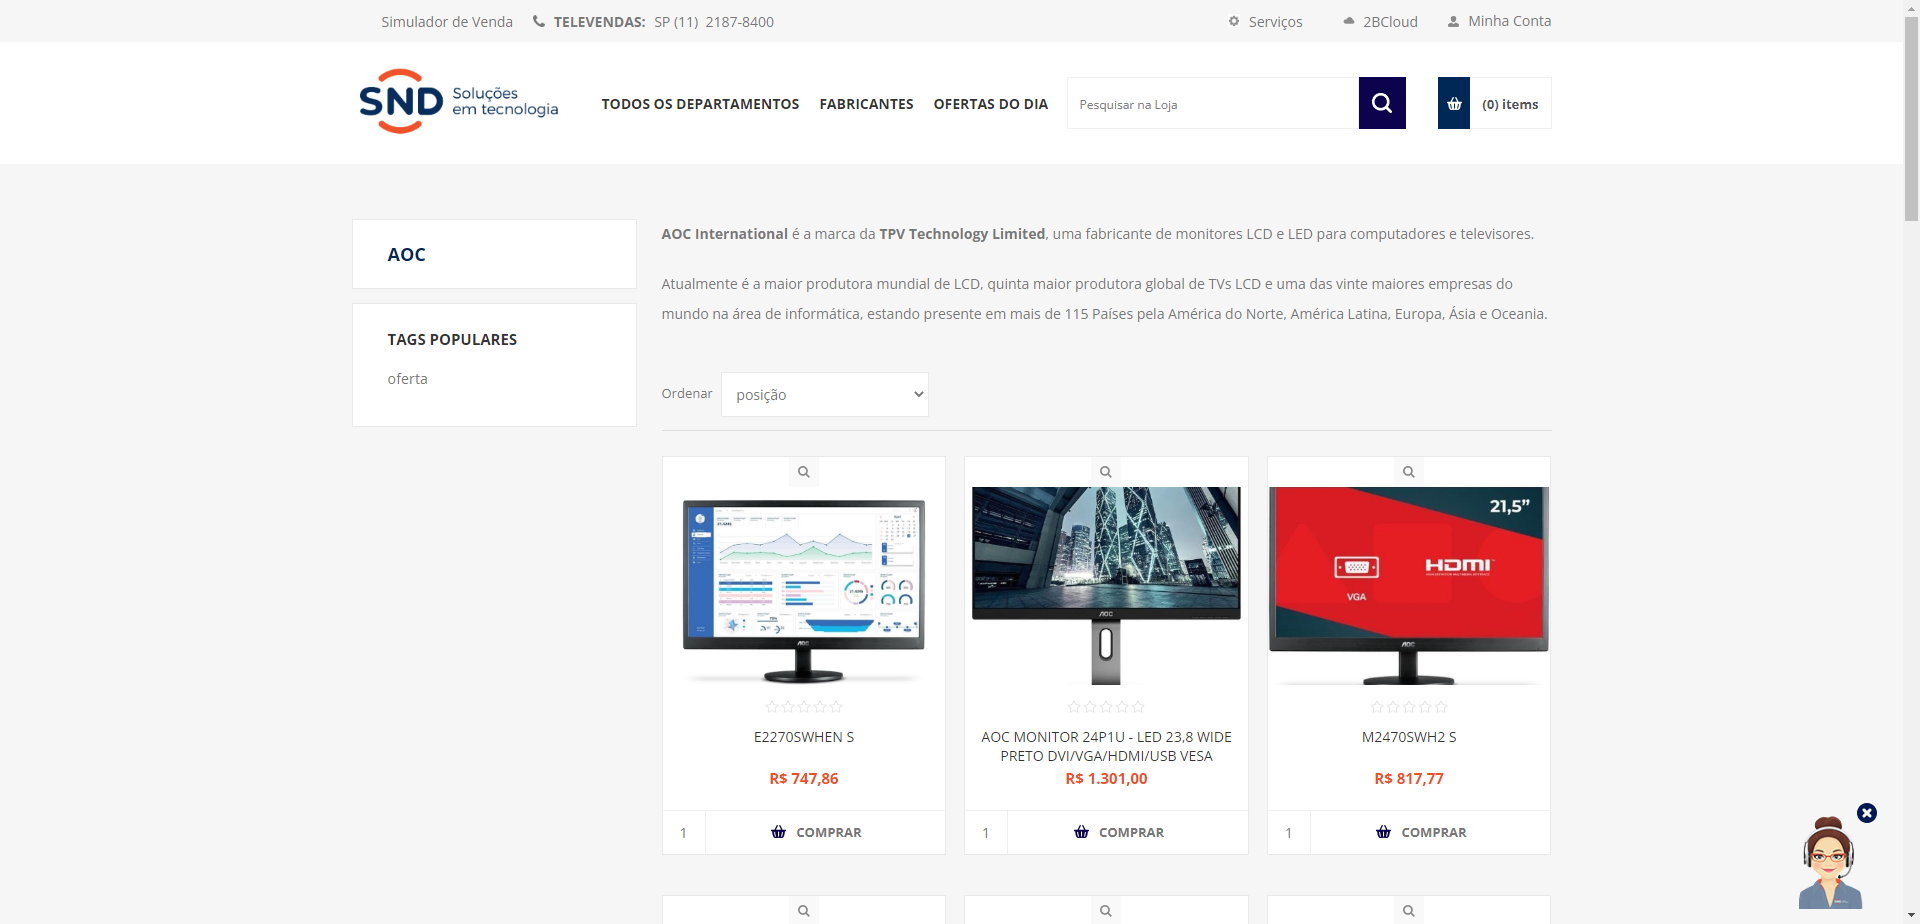 Simulador de Venda
TELEVENDAS: SP (11) 2187-8400
Serviços
2BCloud
Minha Conta
SND Soluções
em tecnologia
TODOS OS DEPARTAMENTOS
FABRICANTES
OFERTAS DO DIA
Pesquisar na Loja
(0) items
AOC
TAGS POPULARES
oferta
AOC International é a marca da TPV Technology Limited, uma fabricante de monitores LCD e LED para computadores e televisores.
Atualmente é a maior produtora mundial de LCD, quinta maior produtora global de TVs LCD e uma das vinte maiores empresas do
mundo na área de informática, estando presente em mais de 115 Países pela América do Norte, América Latina, Europa, Ásia e Oceania.
Ordenar
posição
AOC
E2270SWHEN S
R$ 747,86
1
COMPRAR
AOC
AOC MONITOR 24P1U - LED 23,8 WIDE
PRETO DVI/VGA/HDMI/USB VESA
R$ 1.301,00
1
COMPRAR
21,5”
HDMI
VGA
AOC
M2470SWH2 S
R$ 817,77
1
COMPRAR